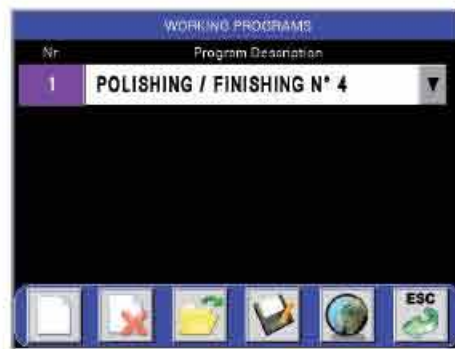 WORKING PROGRAMS
Nr Program Description
1 POLISHING / FINISHING N° 4
ESC